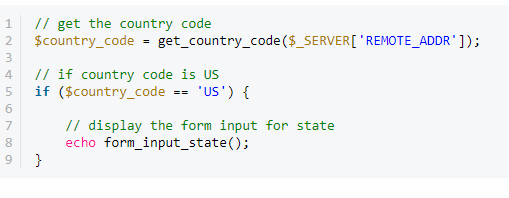 1 // get the country code
2 $country_code = get_country_code($_SERVER['REMOTE_ADDR']);
3
4 // if country code is US
5 if ($country_code == 'US') {
6
7     // display the form input for state
8     echo form_input_state();
9 }